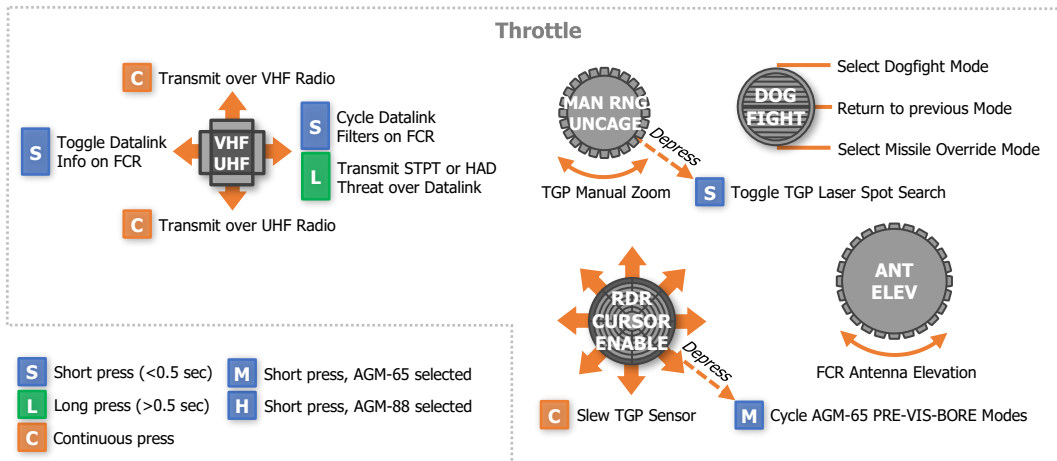 Throttle
C Transmit over VHF Radio
S Toggle Datalink
Info on FCR
VHF
UHF
S Cycle Datalink
Filters on FCR
L Transmit STPT or HAD
Threat over Datalink
C Transmit over UHF Radio
MAN RNG
UNCAGE
Depress
TGP Manual Zoom
S Toggle TGP Laser Spot Search
DOG
FIGHT
Select Dogfight Mode
Return to previous Mode
Select Missile Override Mode
RDR
CURSOR
ENABLE
Depress
C Slew TGP Sensor
M Cycle AGM-65 PRE-VIS-BORE Modes
ANT
ELEV
FCR Antenna Elevation
S Short press (<0.5 sec)
L Long press (>0.5 sec)
C Continuous press
M Short press, AGM-65 selected
H Short press, AGM-88 selected